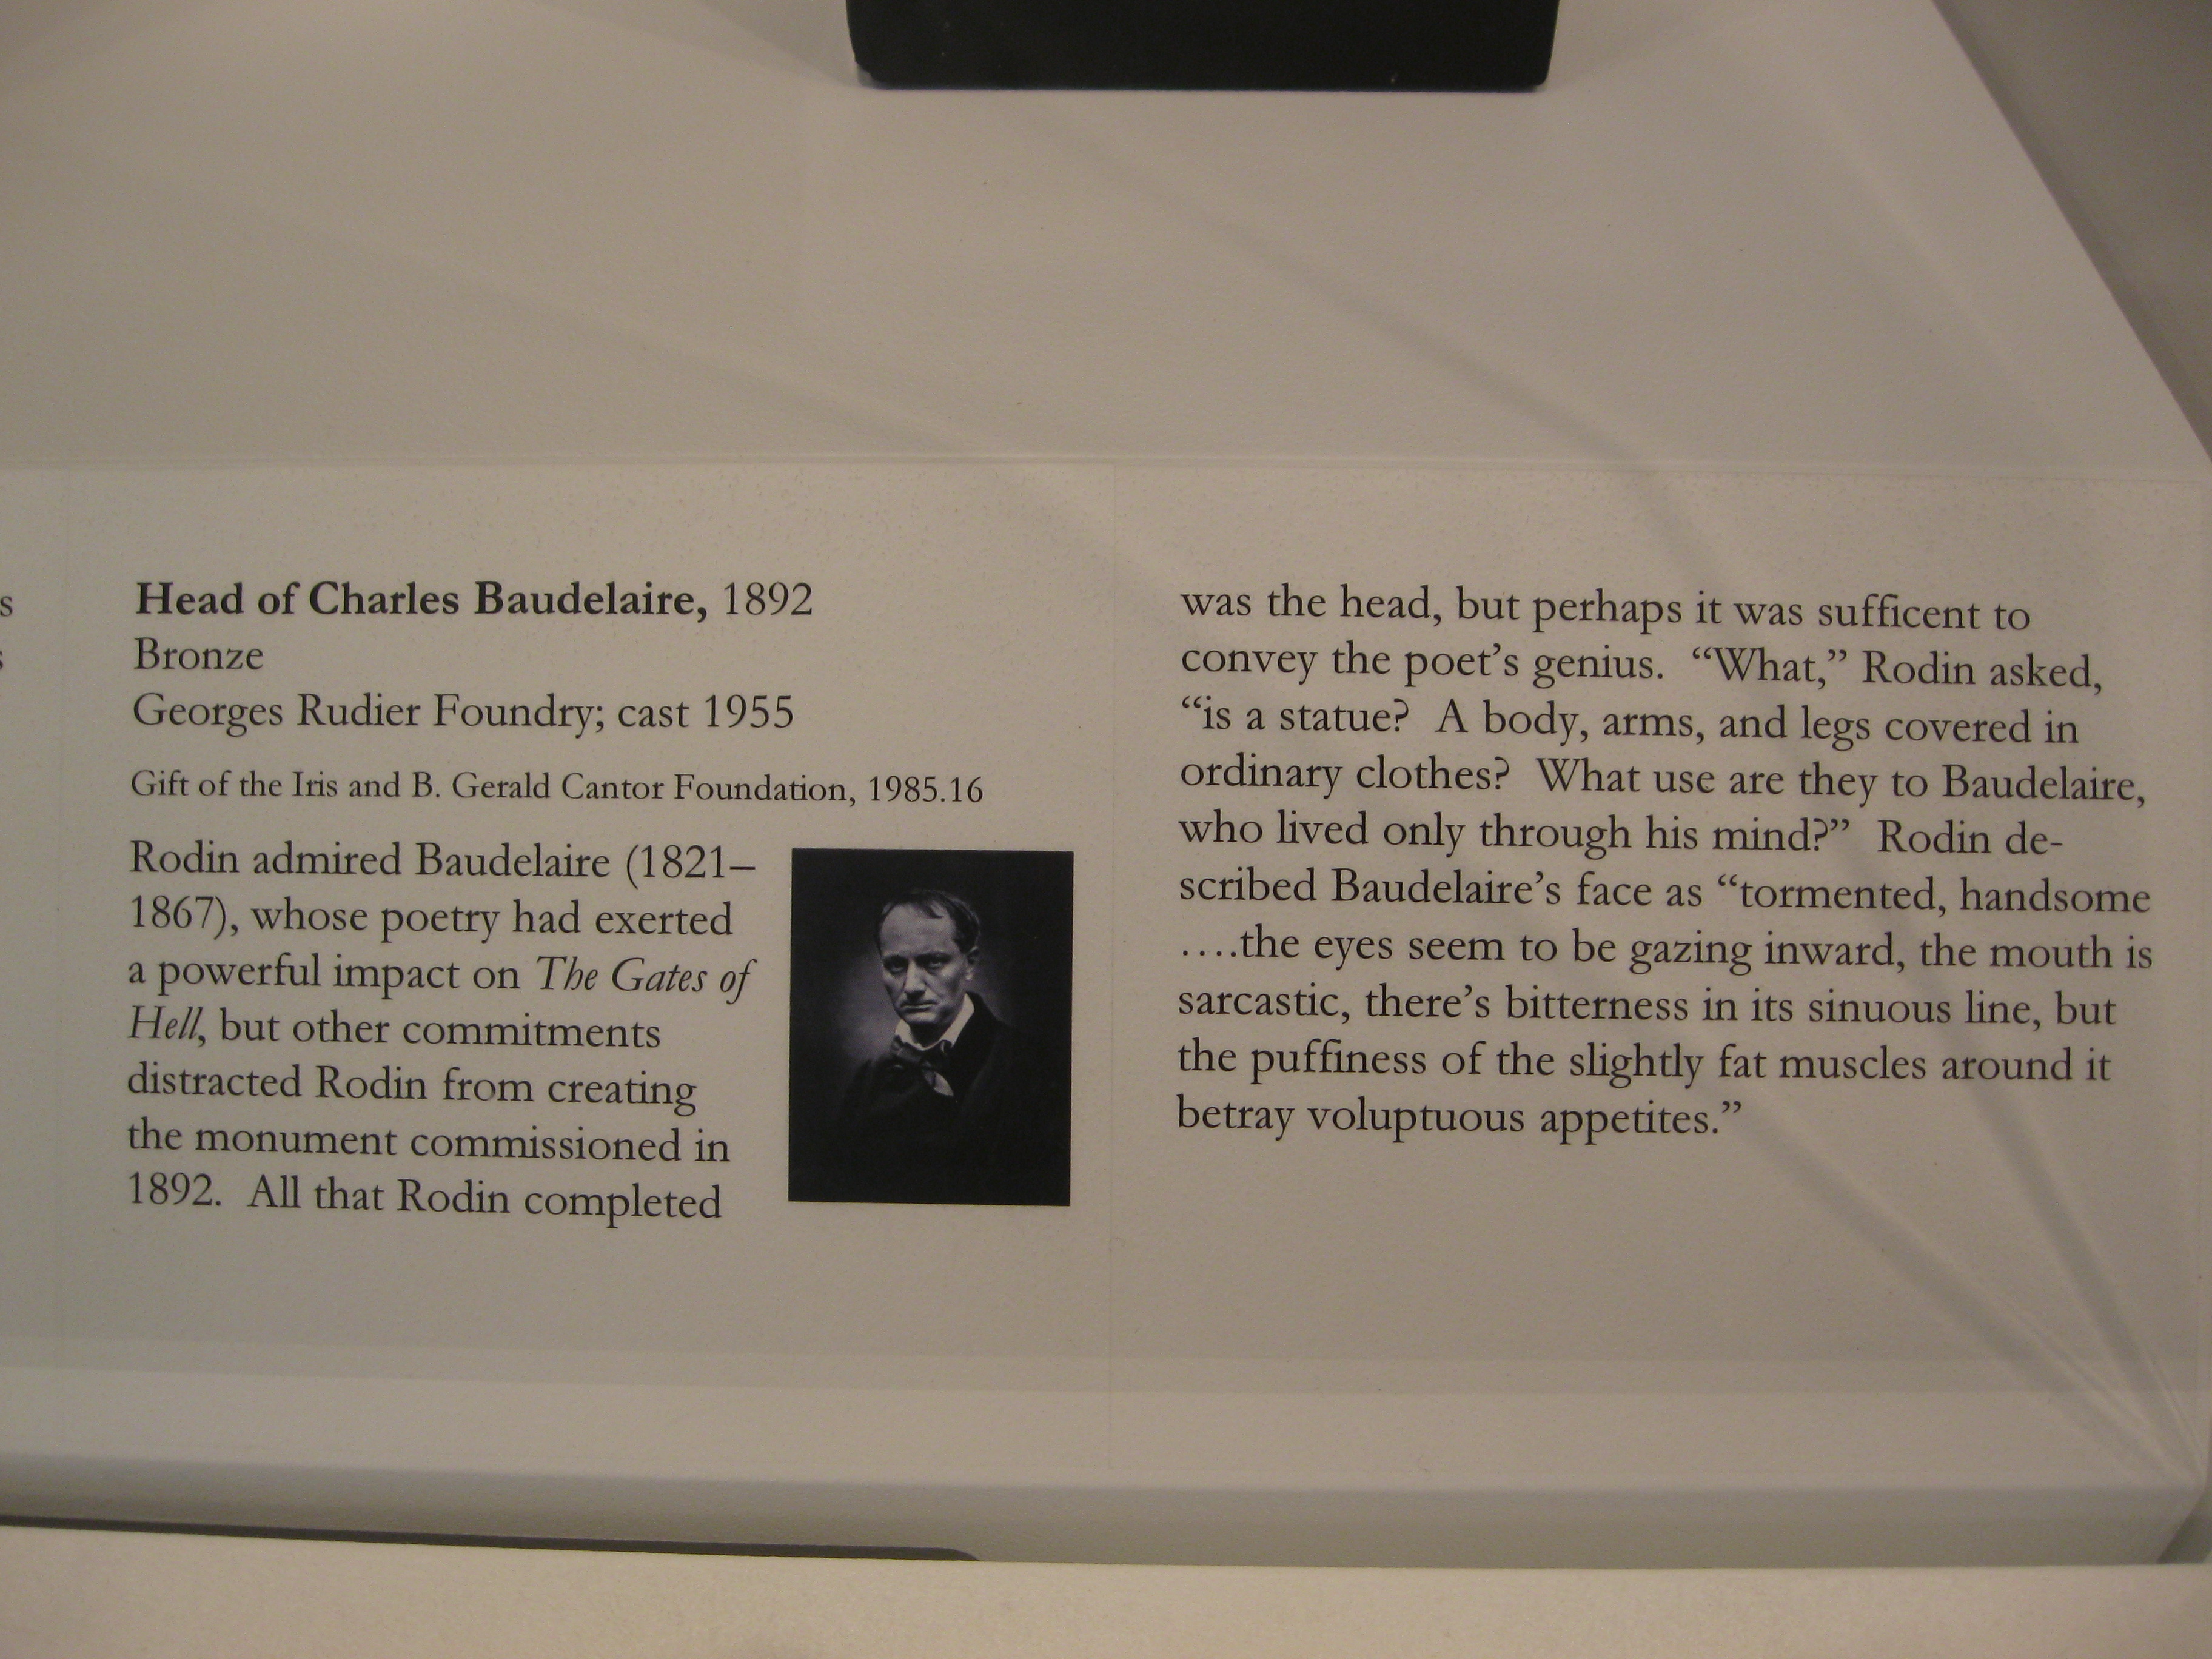 s
s
Head of Charles Baudelaire, 1892
Bronze
Georges Rudier Foundry; cast 1955
Gift of the Iris and B. Gerald Cantor Foundation, 1985.16
Rodin admired Baudelaire (1821–
1867), whose poetry had exerted
a powerful impact on The Gates of
Hell, but other commitments
distracted Rodin from creating
the monument commissioned in
1892.  All that Rodin completed
was the head, but perhaps it was sufficent to
convey the poet’s genius.  “What,” Rodin asked,
“is a statue?  A body, arms, and legs covered in
ordinary clothes?  What use are they to Baudelaire,
who lived only through his mind?”  Rodin de-
scribed Baudelaire’s face as “tormented, handsome
….the eyes seem to be gazing inward, the mouth is
sarcastic, there’s bitterness in its sinuous line, but
the puffiness of the slightly fat muscles around it
betray voluptuous appetites.”